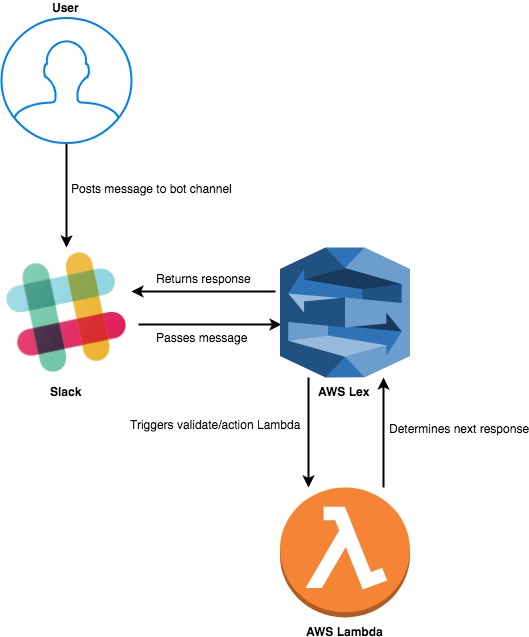 User
Posts message to bot channel
Returns response
Passes message
Slack
AWS Lex
Triggers validate/action Lambda
Determines next response
AWS Lambda